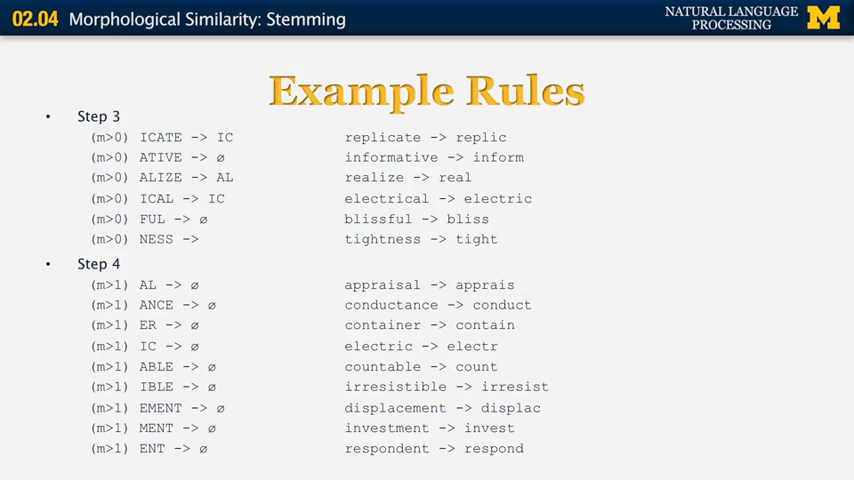 02.04 Morphological Similarity: Stemming
NATURAL LANGUAGE
PROCESSING
M
Example Rules
• Step 3
(m>0) ICATE -> IC replicate -> replic
(m>0) ATIVE -> ∅ informative -> inform
(m>0) ALIZE -> AL realize -> real
(m>0) ICAL -> IC electrical -> electric
(m>0) FUL -> ∅ blissful -> bliss
(m>0) NESS -> tightness -> tight
• Step 4
(m>1) AL -> ∅ appraisal -> apprais
(m>1) ANCE -> ∅ conductance -> conduct
(m>1) ER -> ∅ container -> contain
(m>1) IC -> ∅ electric -> electr
(m>1) ABLE -> ∅ countable -> count
(m>1) IBLE -> ∅ irresistible -> irresist
(m>1) EMENT -> ∅ displacement -> displac
(m>1) MENT -> ∅ investment -> invest
(m>1) ENT -> ∅ respondent -> respond